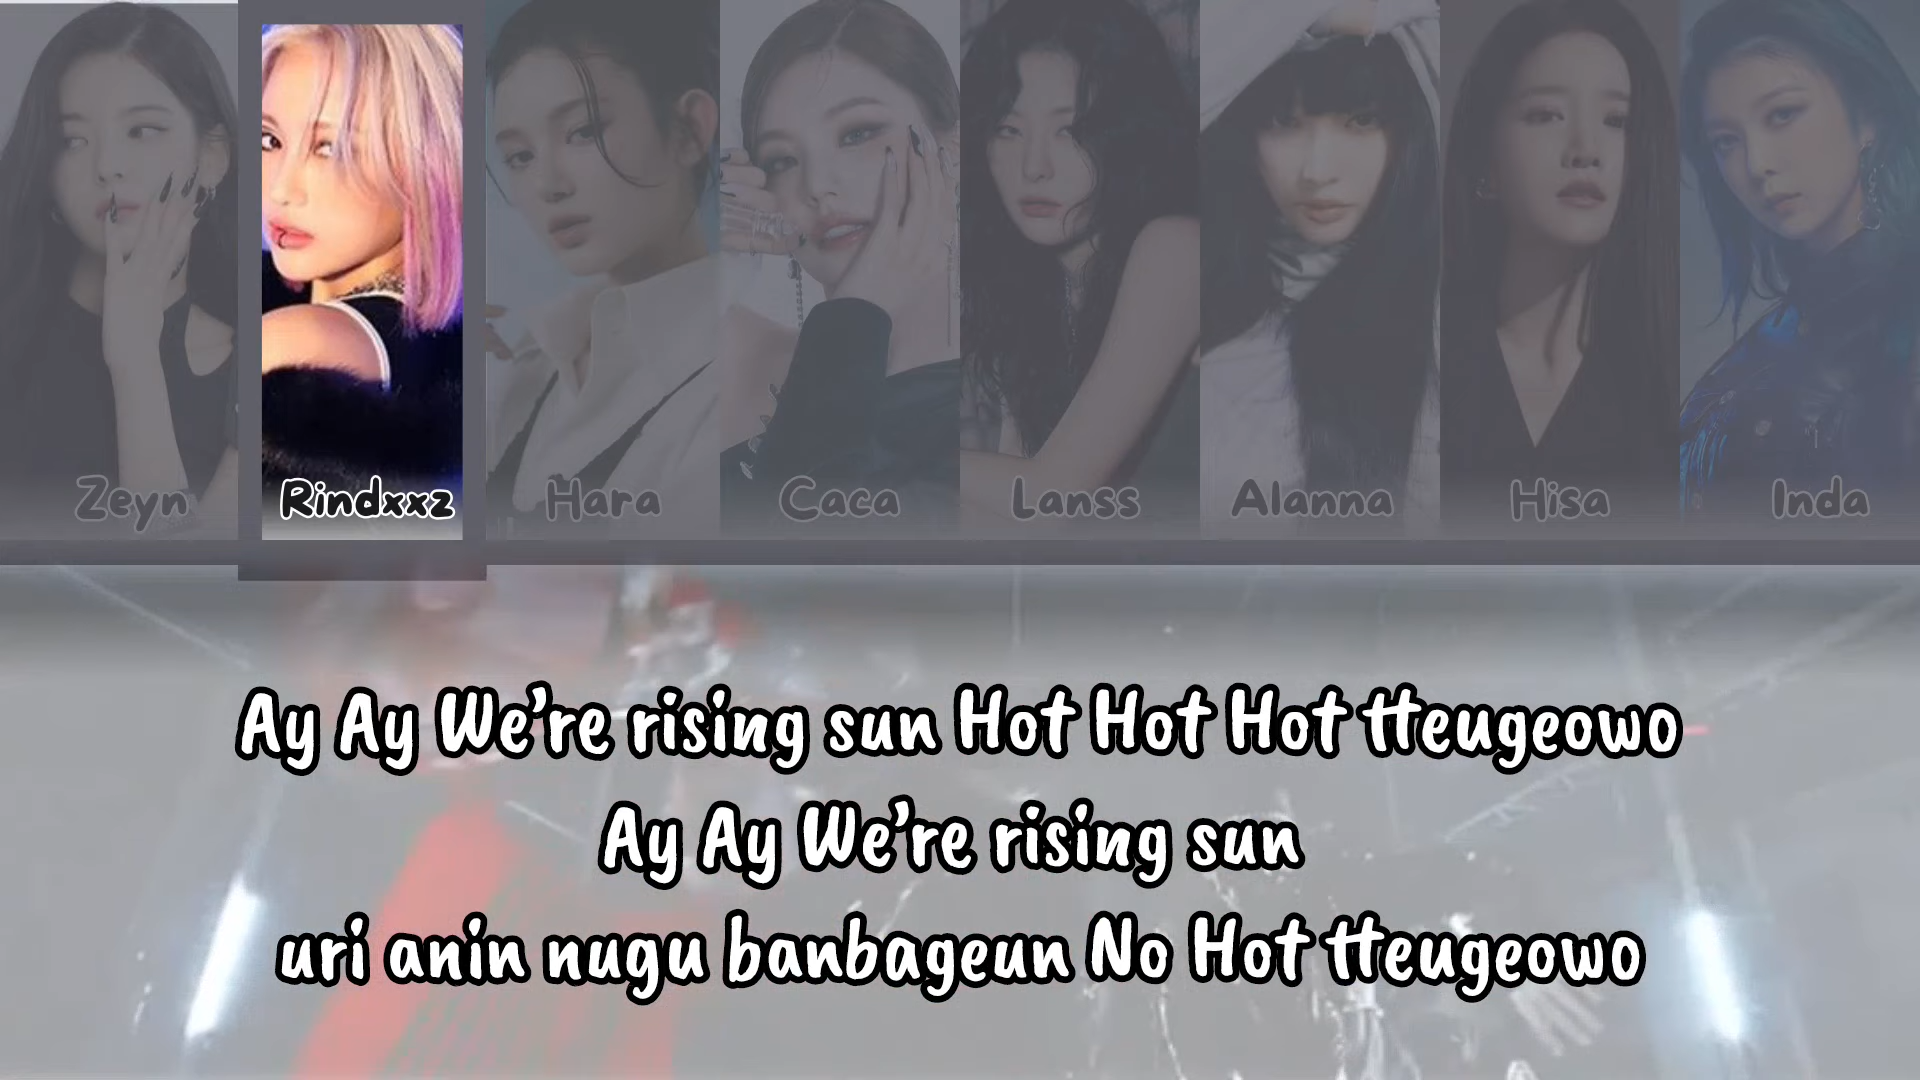 Zeyn Rindxxz Hara Caca Lanss Alanna Hisa Inda
Ay Ay We're rising sun Hot Hot Hot tteugeowo
Ay Ay We're rising sun
uri anin nugu banbageun No Hot tteugeowo